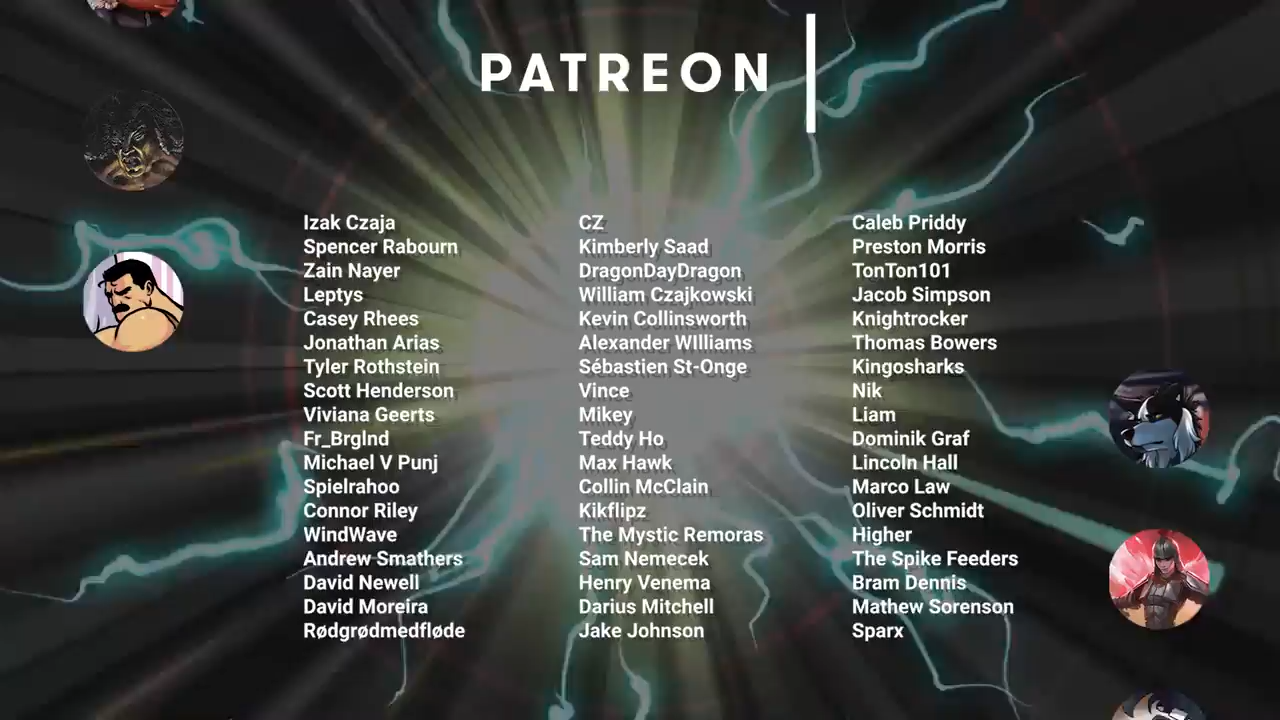 PATREON
Izak Czaja
Spencer Rabourn
Zain Nayer
Leptys
Casey Rhees
Jonathan Arias
Tyler Rothstein
Scott Henderson
Viviana Geerts
Fr_Brglnd
Michael V Punj
Spielrahoo
Connor Riley
WindWave
Andrew Smathers
David Newell
David Moreira
Rødgrødmedfløde
CZ
Kimberly Saad
DragonDayDragon
William Czajkowski
Kevin Collinsworth
Alexander WIlliams
Sébastien St-Onge
Vince
Mikey
Teddy Ho
Max Hawk
Collin McClain
Kikflipz
The Mystic Remoras
Sam Nemecek
Henry Venema
Darius Mitchell
Jake Johnson
Caleb Priddy
Preston Morris
TonTon101
Jacob Simpson
Knightrocker
Thomas Bowers
Kingosharks
Nik
Liam
Dominik Graf
Lincoln Hall
Marco Law
Oliver Schmidt
Higher
The Spike Feeders
Bram Dennis
Mathew Sorenson
Sparx